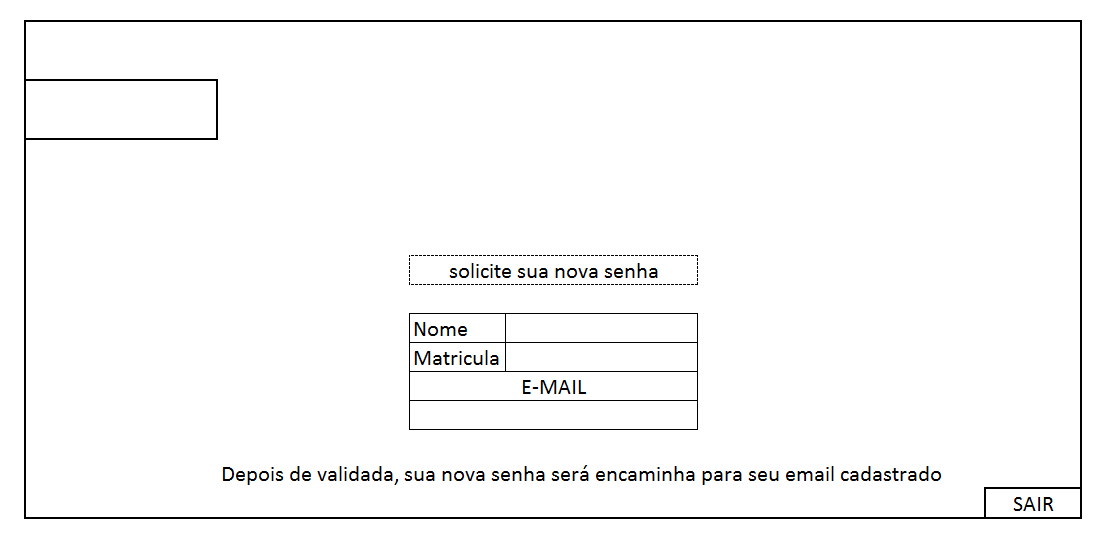 solicite sua nova senha
Nome
Matricula
E-MAIL
Depois de validada, sua nova senha será encaminha para seu email cadastrado
SAIR